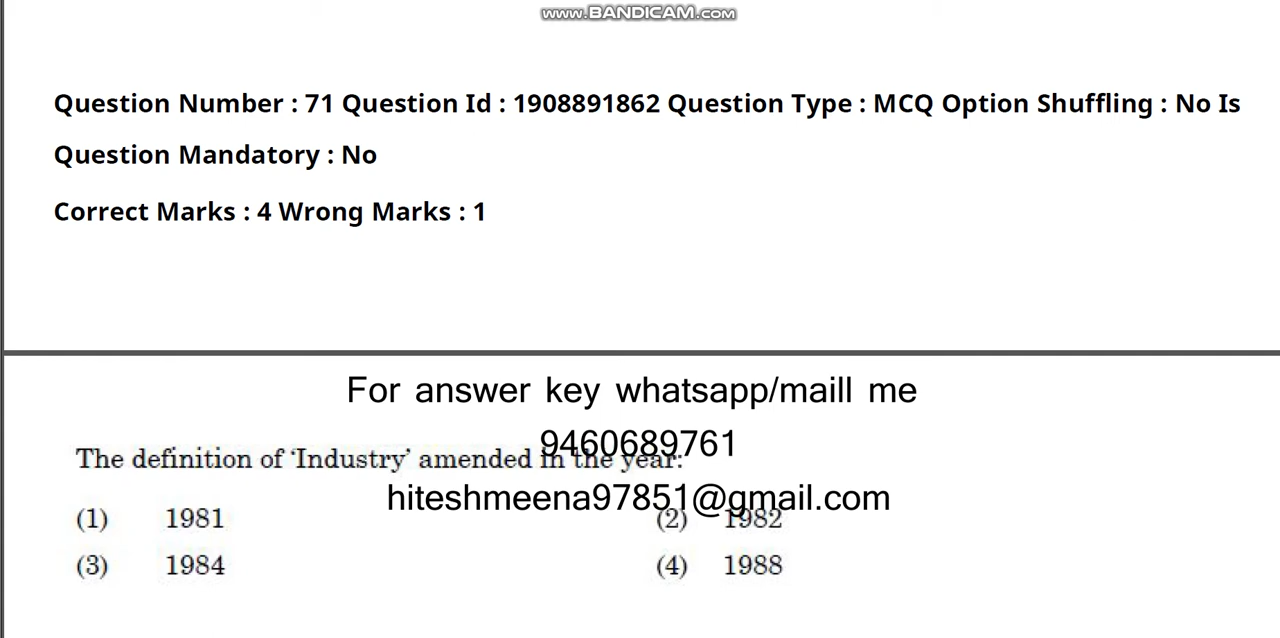 www.BANDICAM.com
Question Number : 71 Question Id : 1908891862 Question Type : MCQ Option Shuffling : No Is
Question Mandatory : No
Correct Marks : 4 Wrong Marks : 1
For answer key whatsapp/maill me
9460689761
The definition of ‘Industry’ amended in the year:
hiteshmeena97851@gmail.com
(1) 1981 (2) 1982
(3) 1984 (4) 1988